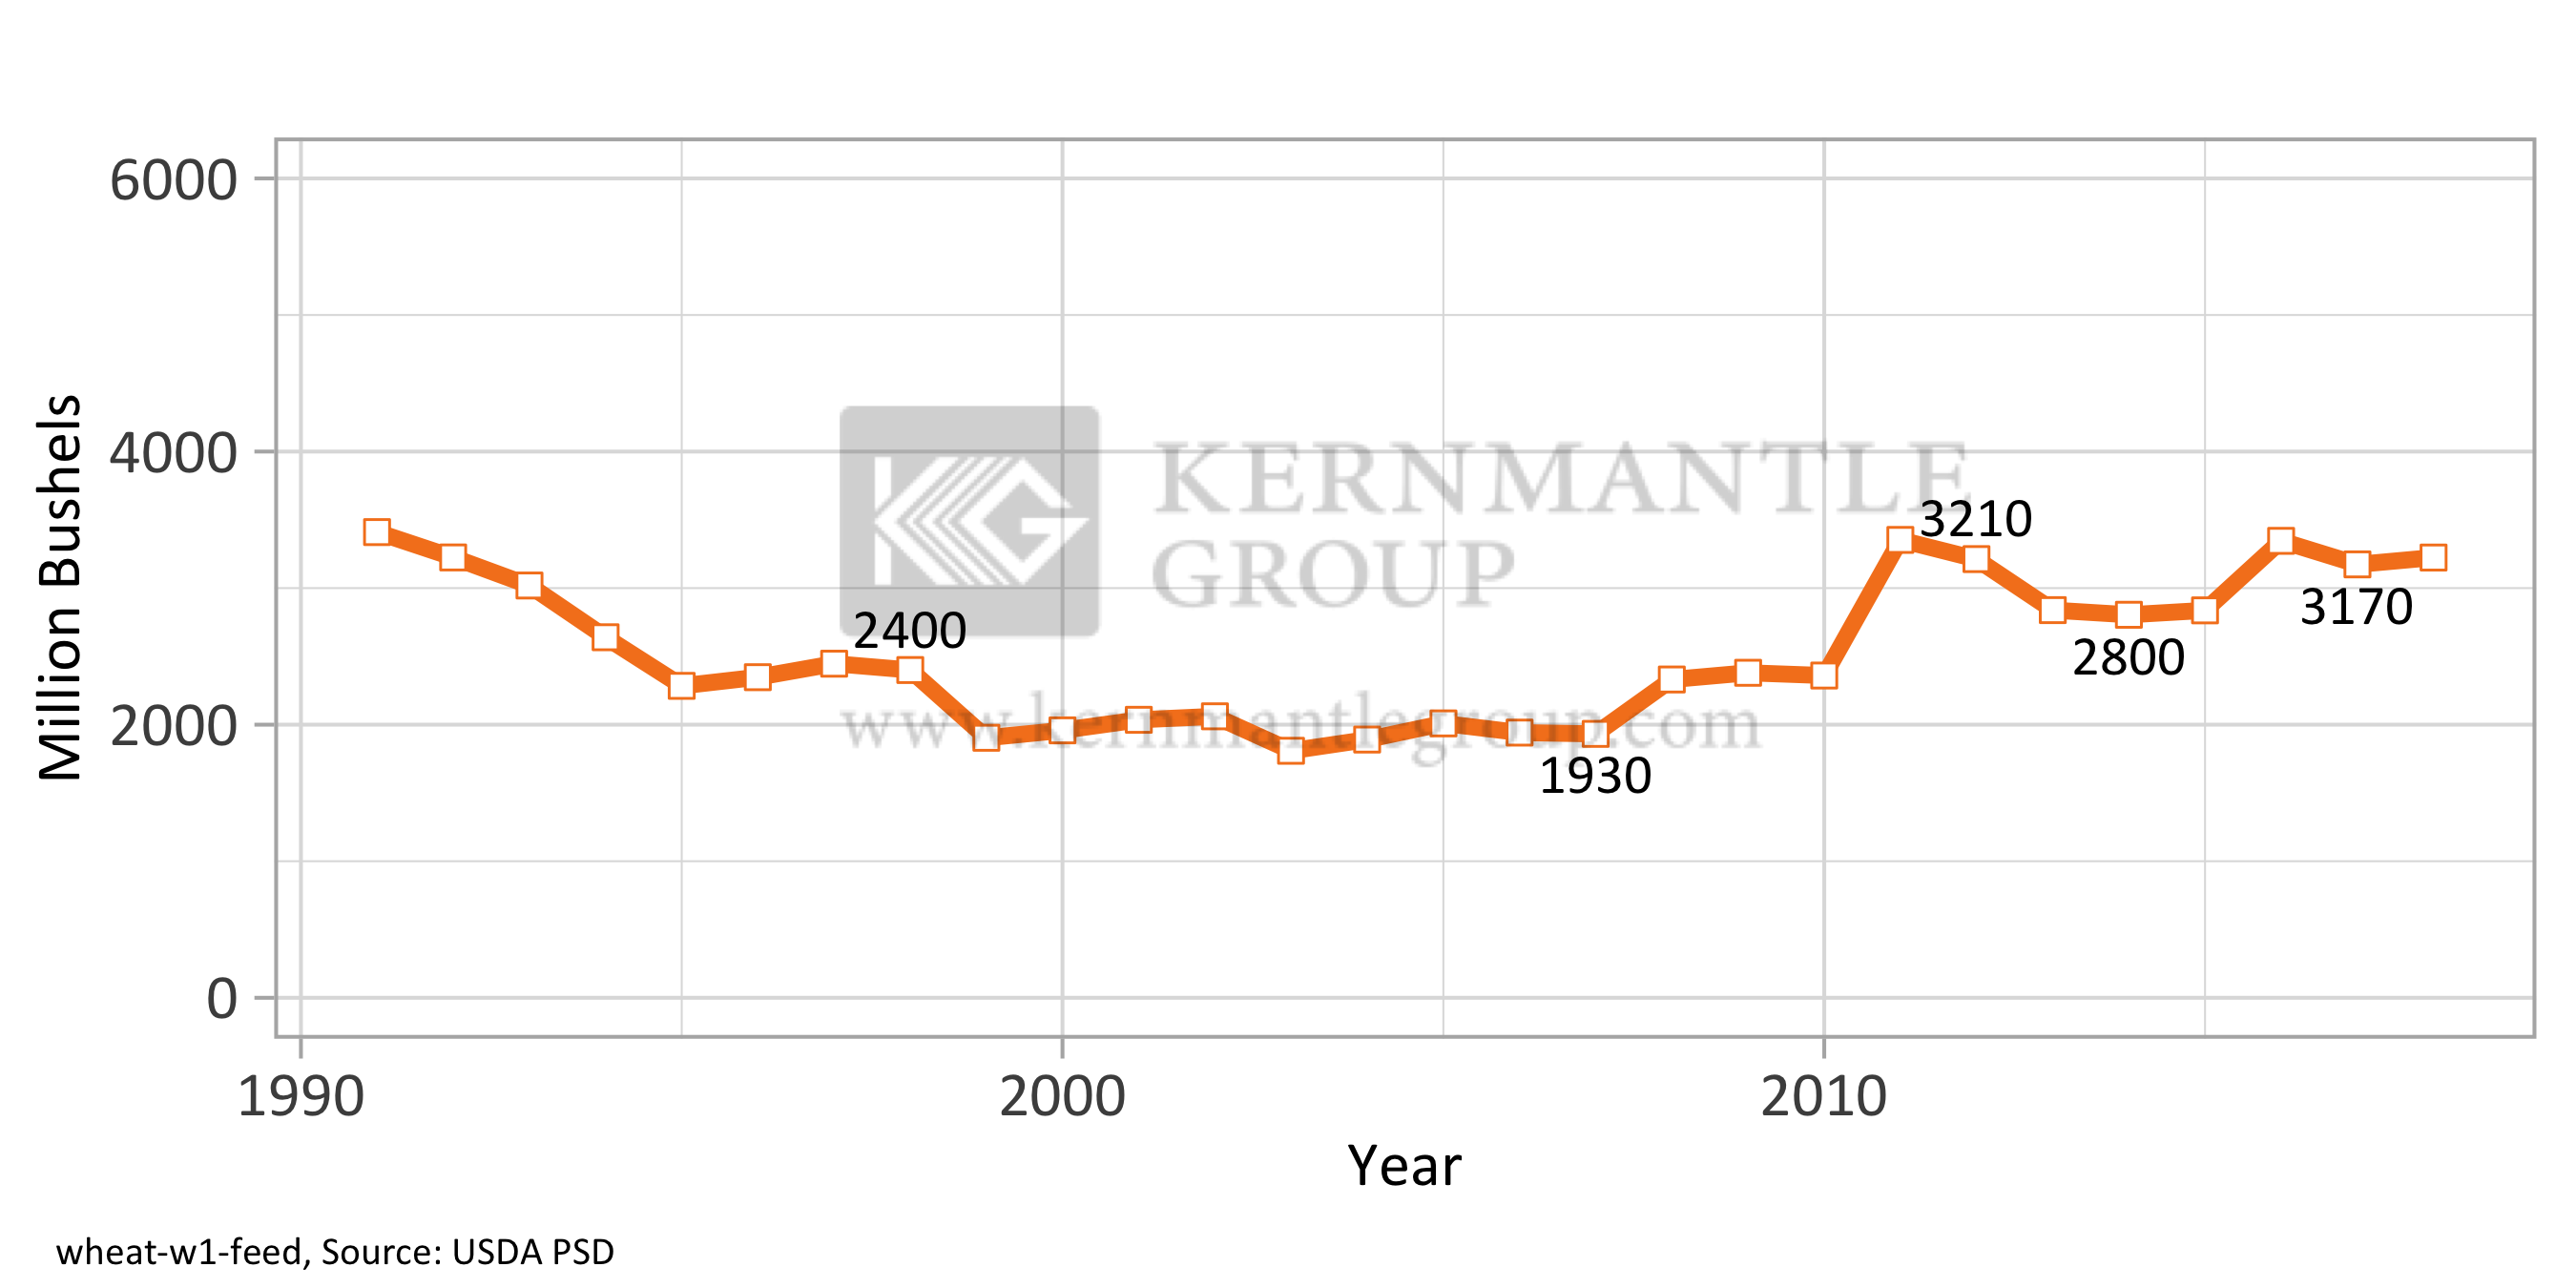 6000
4000
2000
0
Million Bushels
KERNMANTLE
GROUP
www.kernmantlegroup.com
2400
1930
3210
2800
3170
1990
2000
2010
Year
wheat-w1-feed, Source: USDA PSD